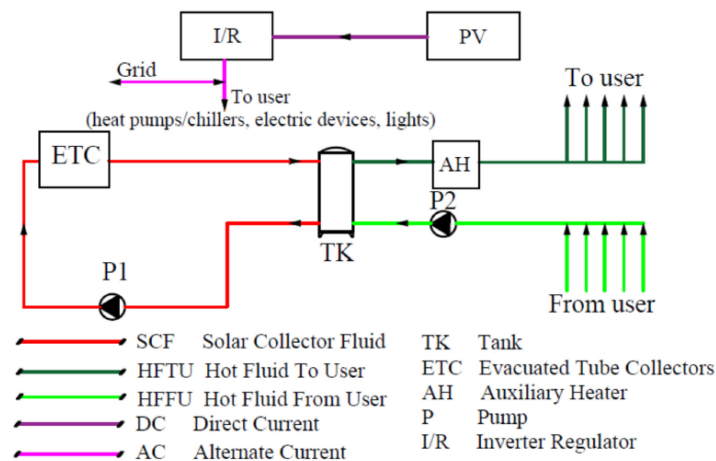 I/R
PV
Grid
To user
(heat pumps/chillers, electric devices, lights)
To user
ETC
AH
P2
TK
P1
From user
SCF Solar Collector Fluid
HFTU Hot Fluid To User
HFFU Hot Fluid From User
DC Direct Current
AC Alternate Current
TK Tank
ETC Evacuated Tube Collectors
AH Auxiliary Heater
P Pump
I/R Inverter Regulator